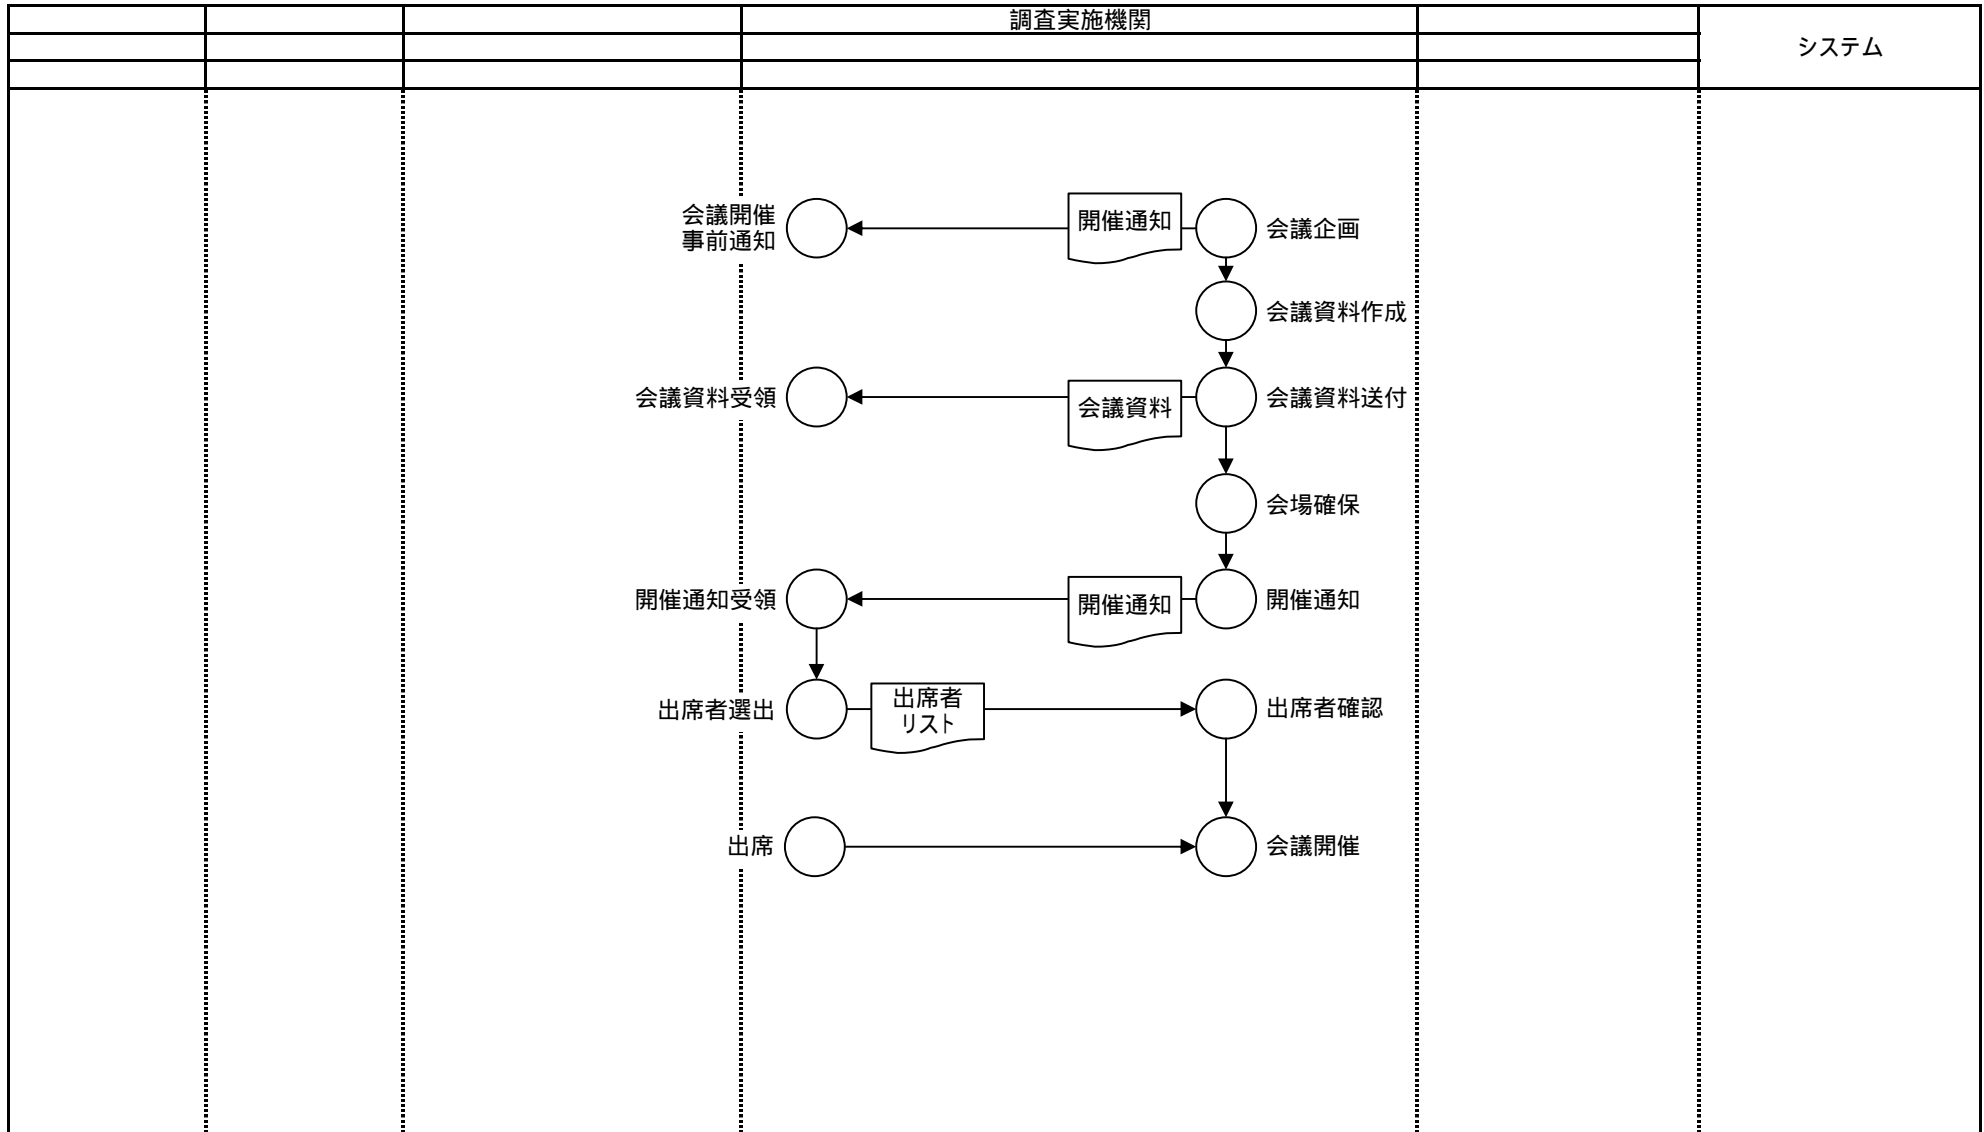 調査実施機関
システム
会議開催
事前通知
開催通知
会議企画
会議資料作成
会議資料受領
会議資料
会議資料送付
会場確保
開催通知受領
開催通知
開催通知
出席者選出
出席者
リスト
出席者確認
出席
会議開催